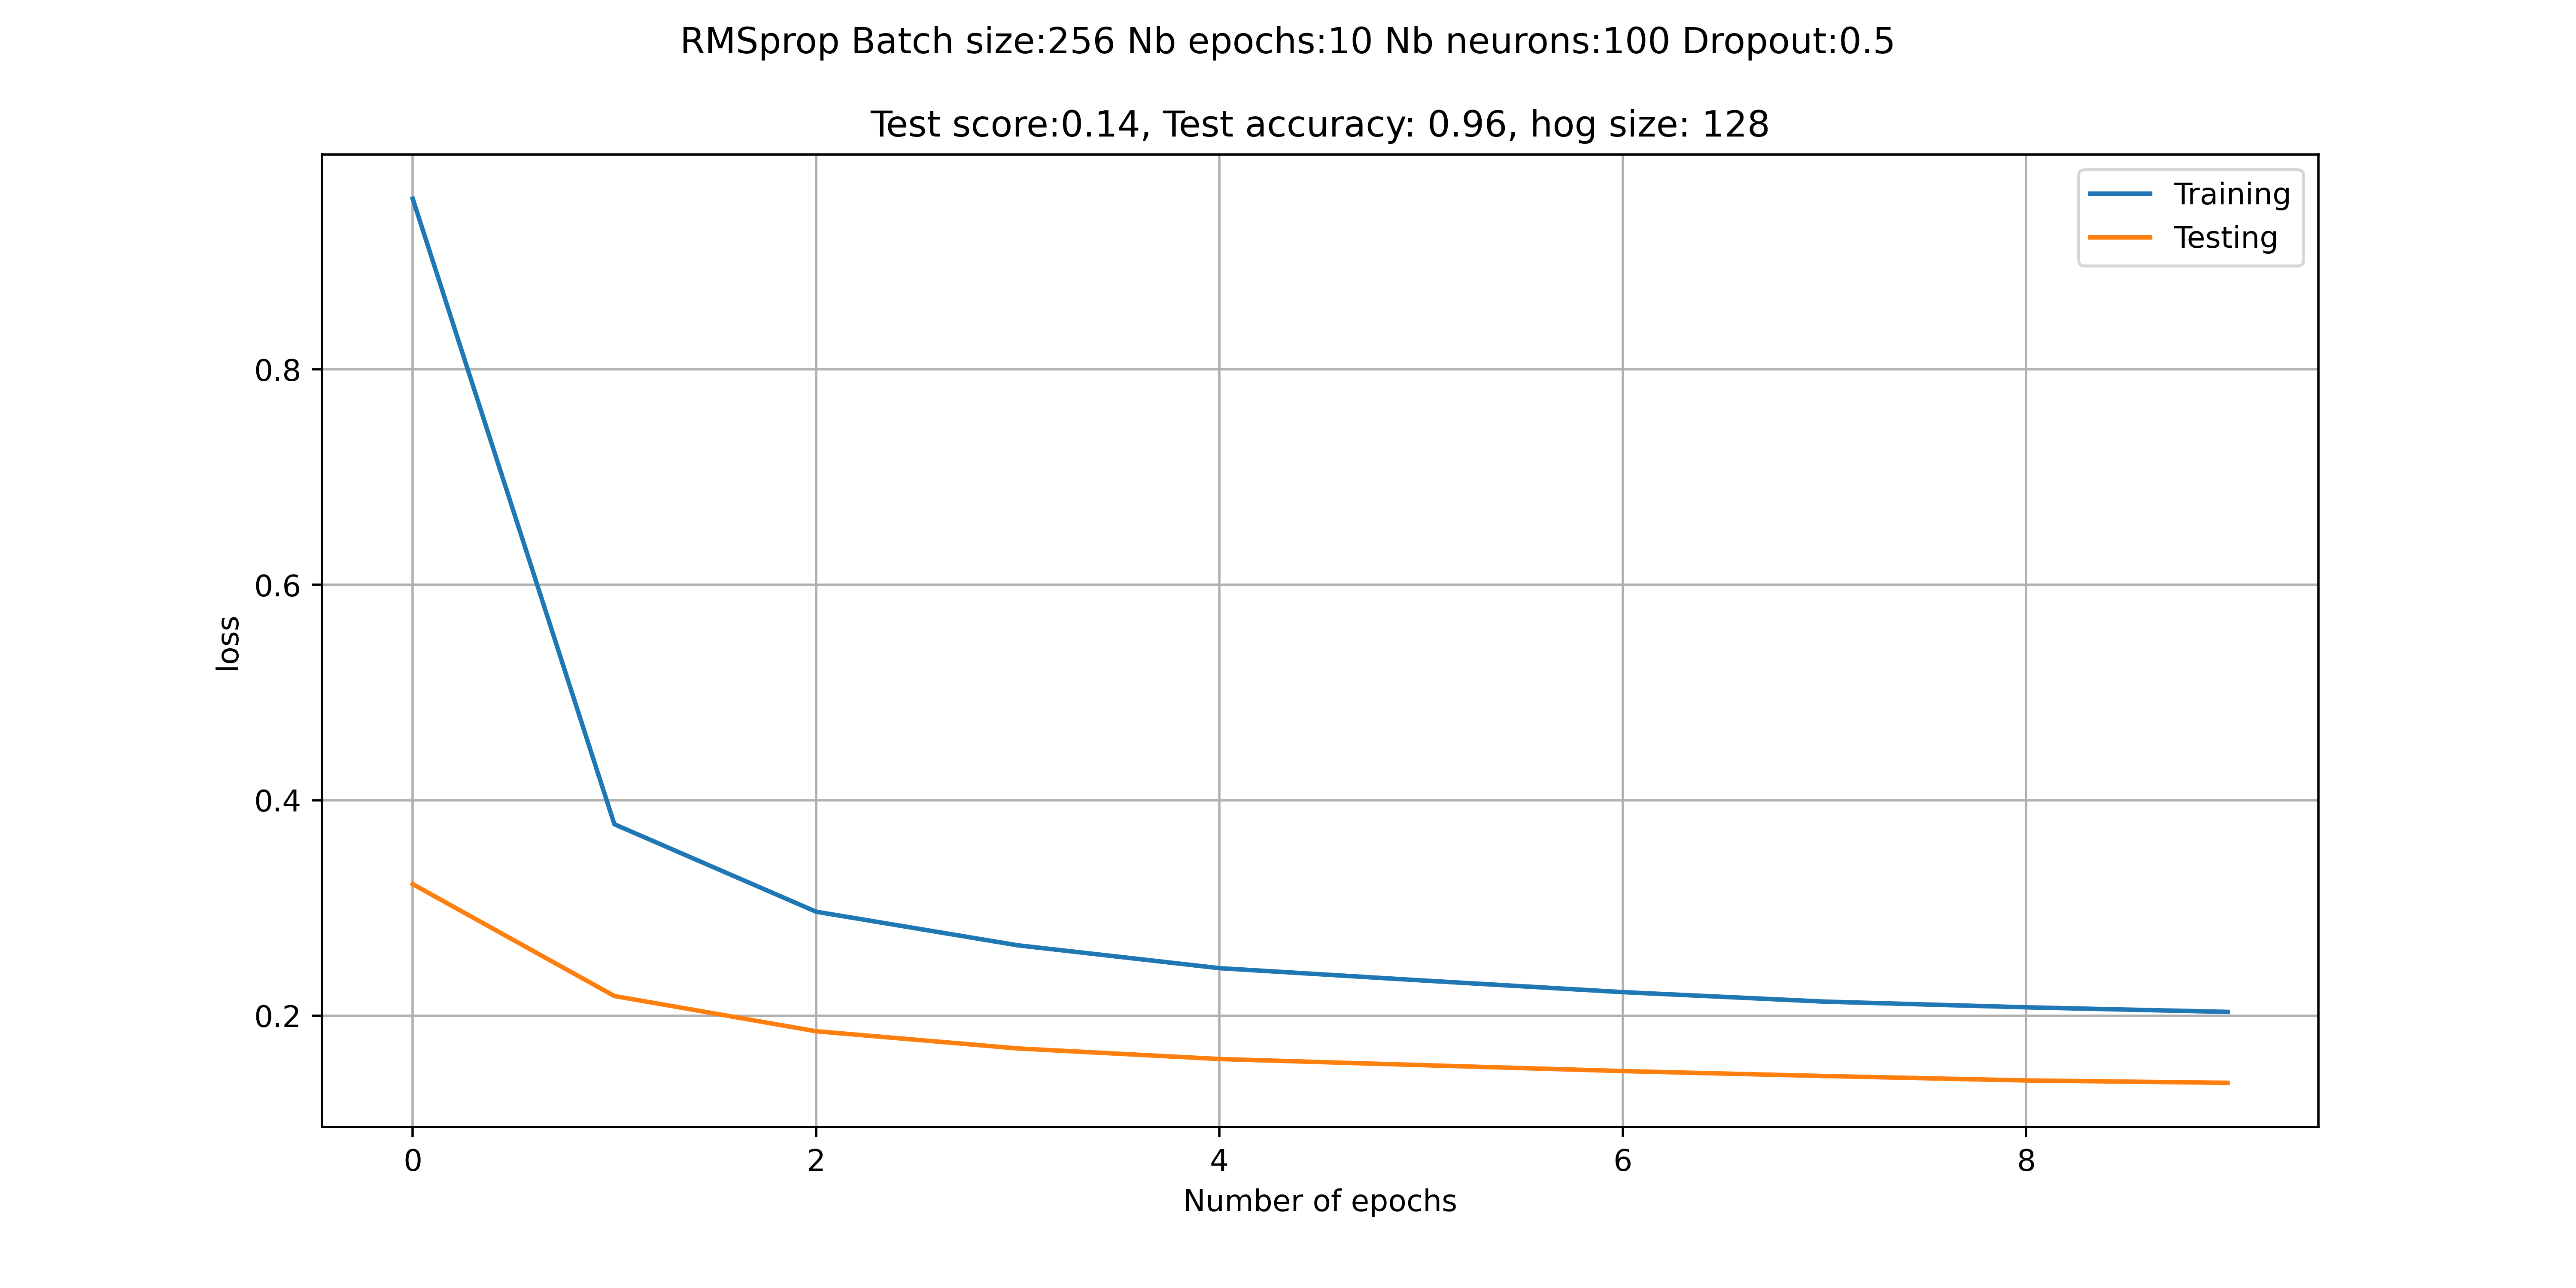 RMSprop Batch size:256 Nb epochs:10 Nb neurons:100 Dropout:0.5
Test score:0.14, Test accuracy: 0.96, hog size: 128
Training
Testing
0.8
0.6
0.4
0.2
loss
0 2 4 6 8
Number of epochs